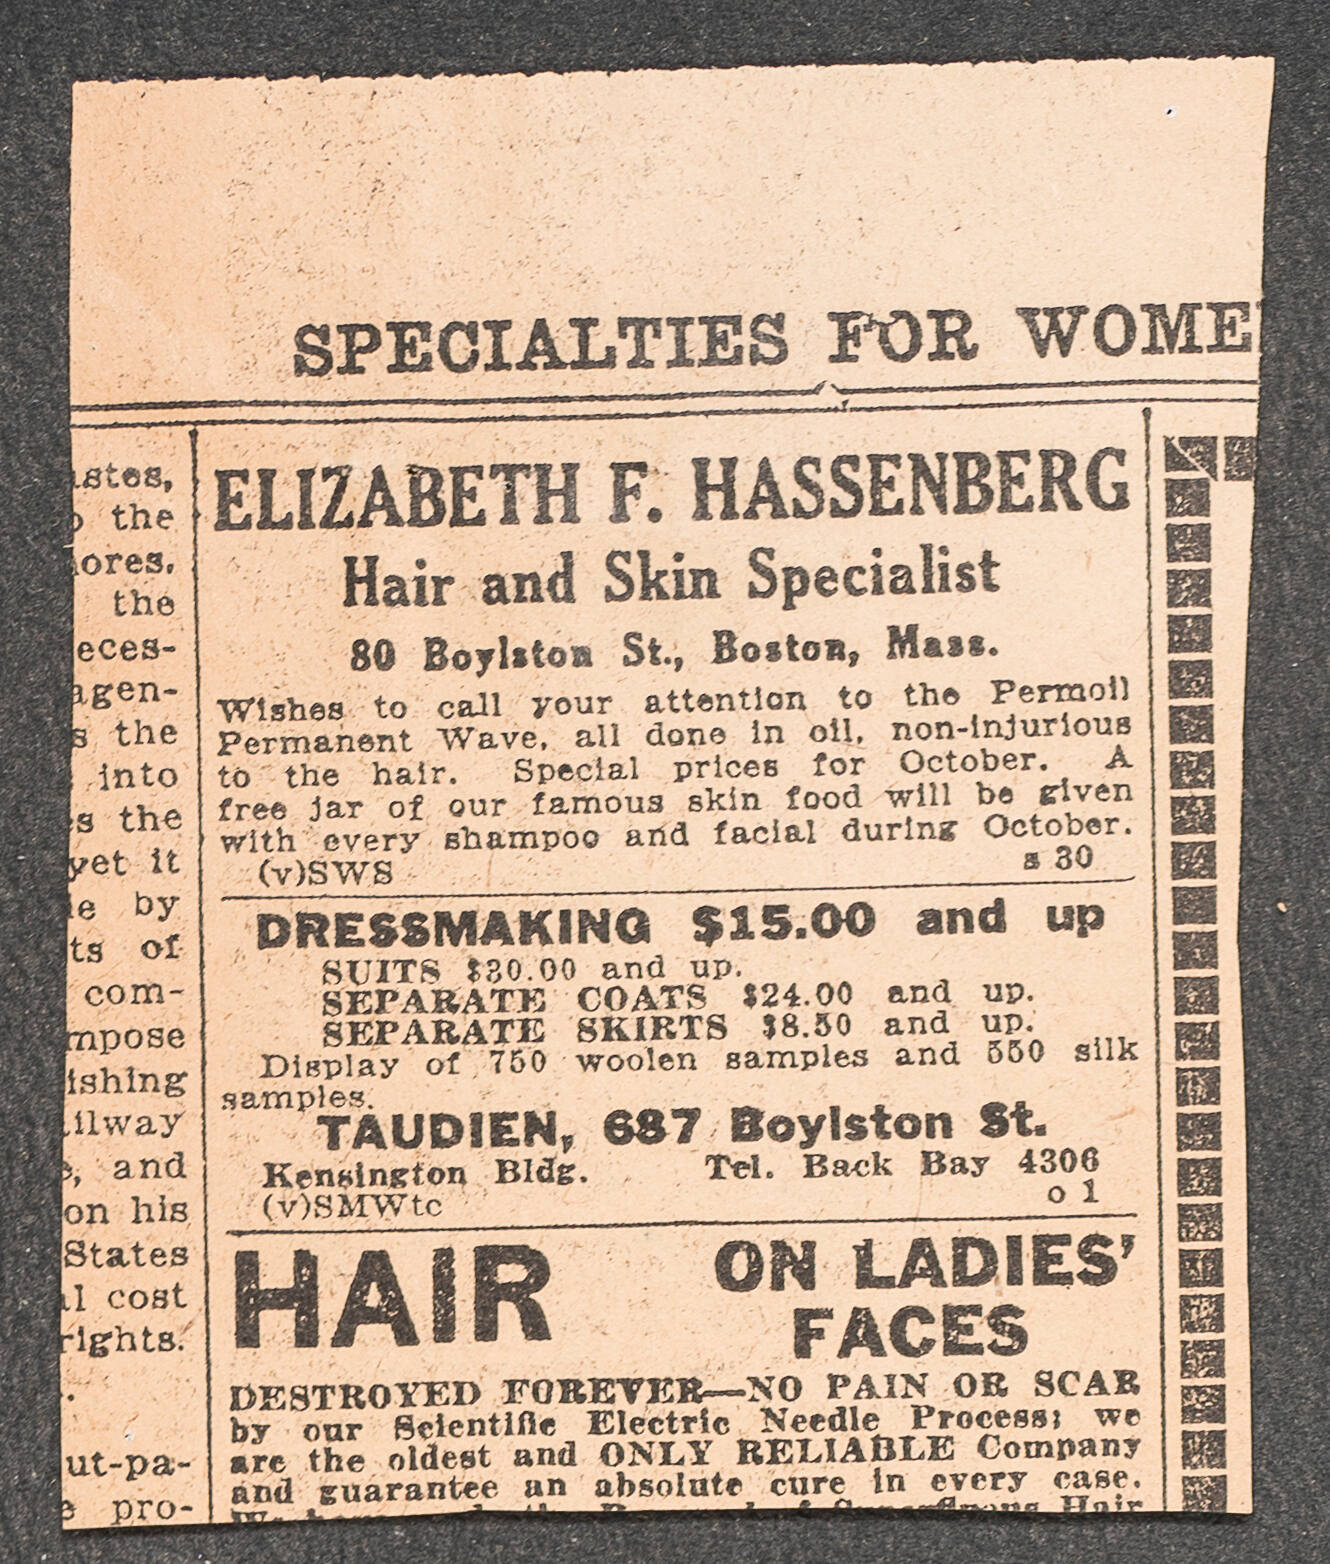 SPECIALTIES FOR WOME
astes,
the
ores,
the
eces-
agen-
s the
into
s the
yet it
e by
ts of
com-
mpose
ishing
ilway
, and
on his
States
l cost
rights.
ut-pa-
e pro-
ELIZABETH F. HASSENBERG
Hair and Skin Specialist
80 Boylston St., Boston, Mass.
Wishes to call your attention to the Permoil
Permanent Wave, all done in oil, non-injurious
to the hair. Special prices for October. A
free jar of our famous skin food will be given
with every shampoo and facial during October.
(v)SWS s 30
DRESSMAKING $15.00 and up
SUITS $30.00 and up.
SEPARATE COATS $24.00 and up.
SEPARATE SKIRTS $8.50 and up.
Display of 750 woolen samples and 550 silk
samples.
TAUDIEN, 687 Boylston St.
Kensington Bldg. Tel. Back Bay 4306
(v)SMWtc o 1
HAIR ON LADIES'
FACES
DESTROYED FOREVER—NO PAIN OR SCAR
by our Scientific Electric Needle Process; we
are the oldest and ONLY RELIABLE Company
and guarantee an absolute cure in every case.
Hair